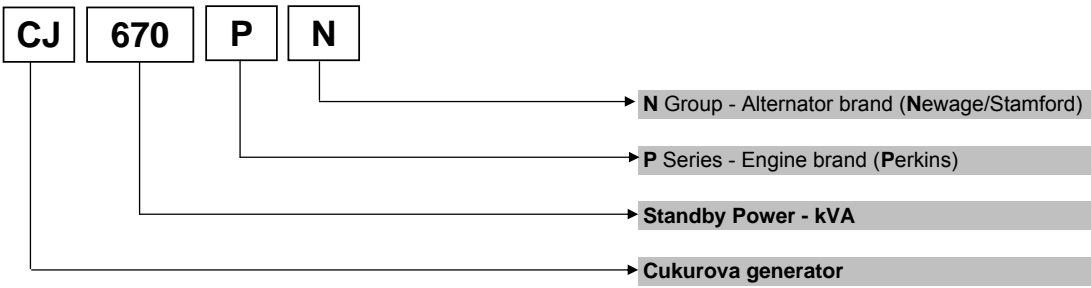 CJ 670 P N
N Group - Alternator brand (Newage/Stamford)
P Series - Engine brand (Perkins)
Standby Power - kVA
Cukurova generator